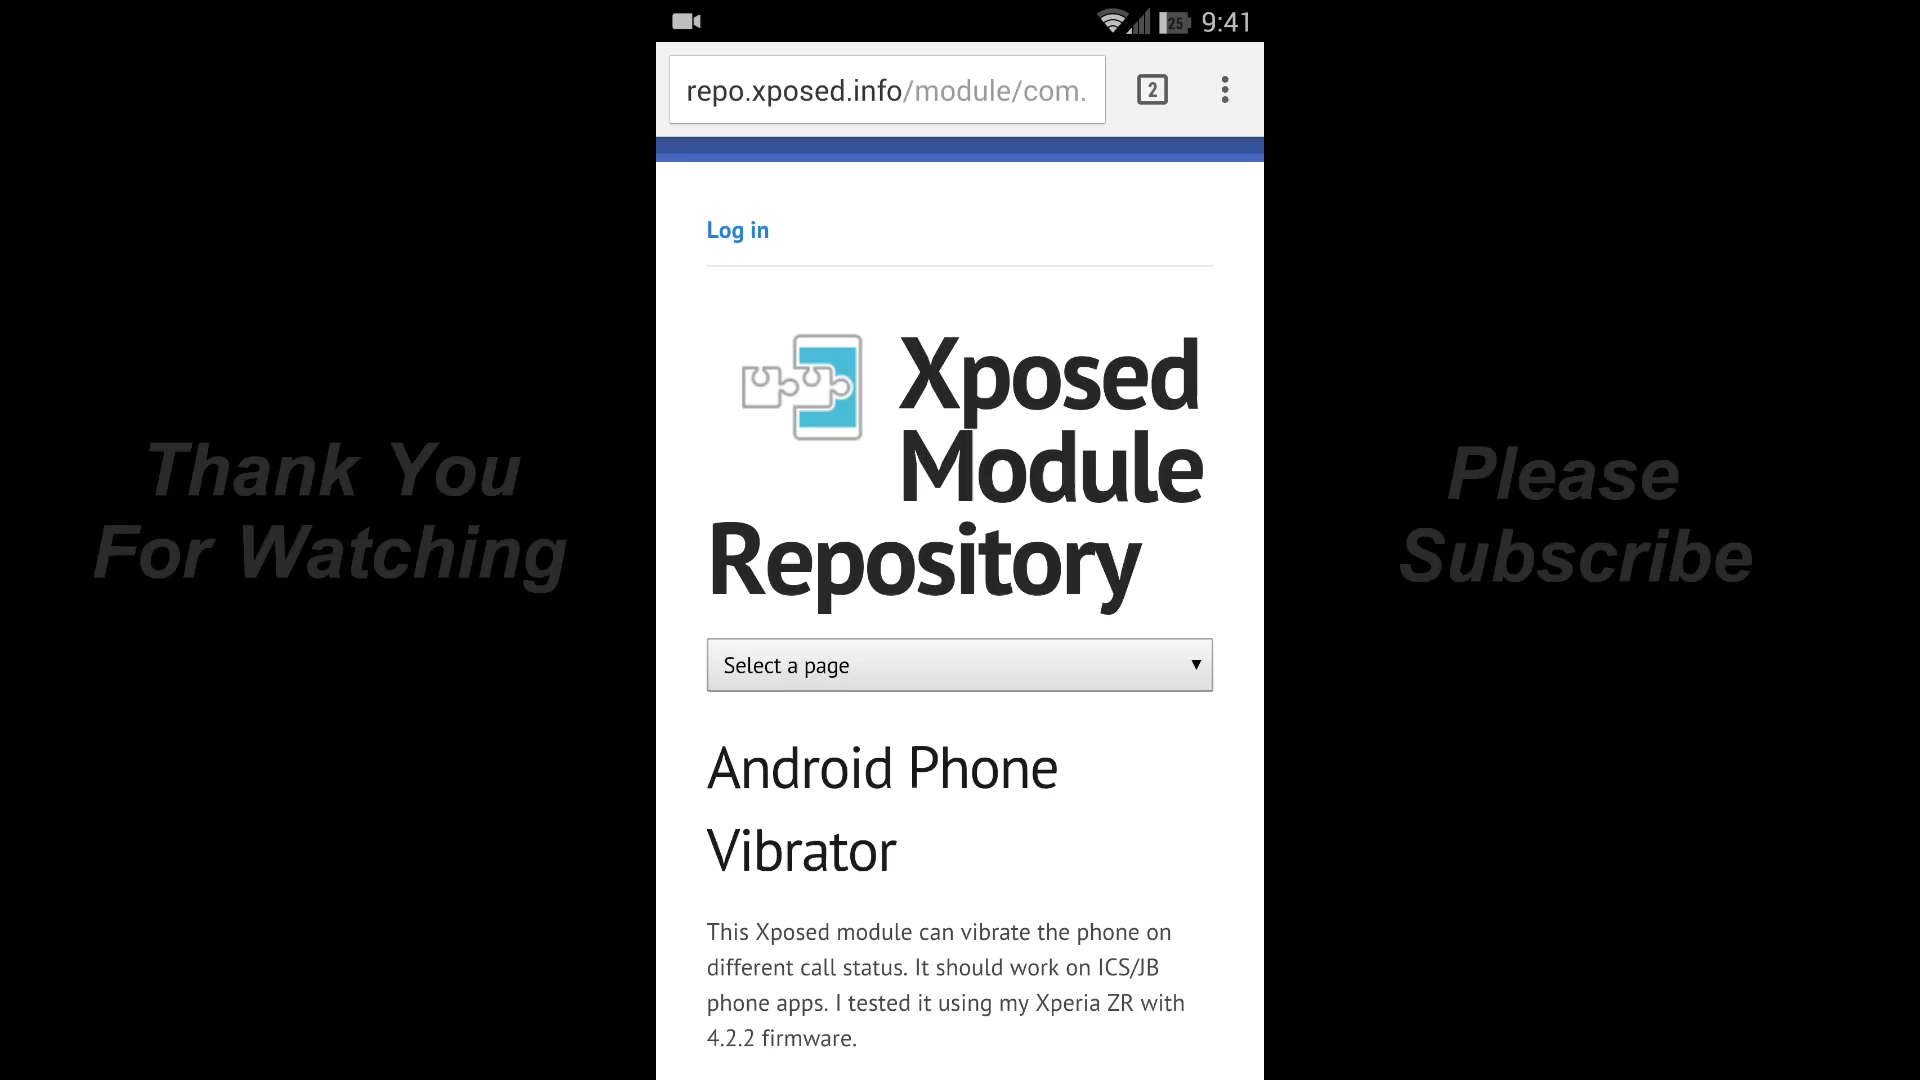 25 9:41
repo.xposed.info/module/com.
2
Log in
Xposed
Module
Repository
Select a page
Android Phone
Vibrator
This Xposed module can vibrate the phone on
different call status. It should work on ICS/JB
phone apps. I tested it using my Xperia ZR with
4.2.2 firmware.
Thank You
For Watching
Please
Subscribe